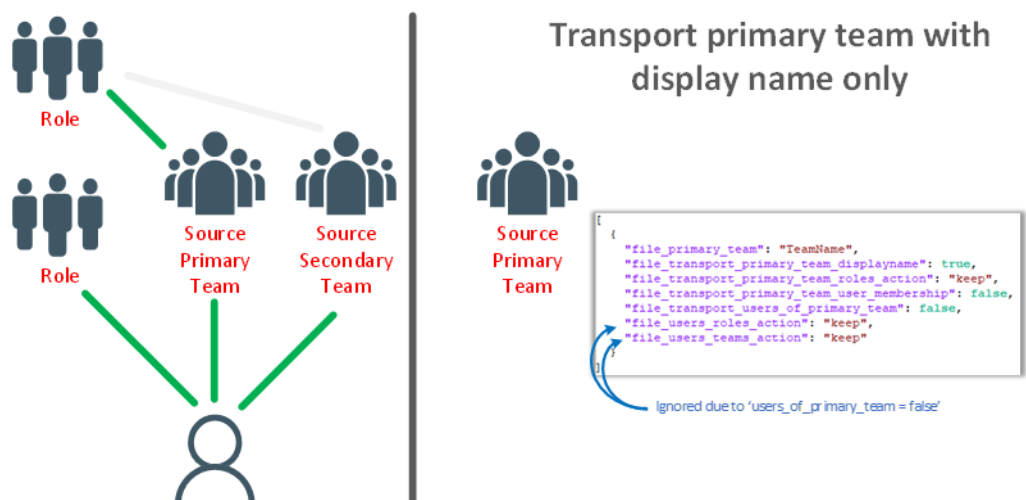 Transport primary team with
display name only
Role
Role
Source
Primary
Team
Source
Secondary
Team
Source
Primary
Team
[
{
"file_primary_team": "TeamName",
"file_transport_primary_team_displayname": true,
"file_transport_primary_team_roles_action": "keep",
"file_transport_primary_team_user_membership": false,
"file_transport_users_of_primary_team": false,
"file_users_roles_action": "keep",
"file_users_teams_action": "keep"
}
]
Ignored due to 'users_of_primary_team = false'